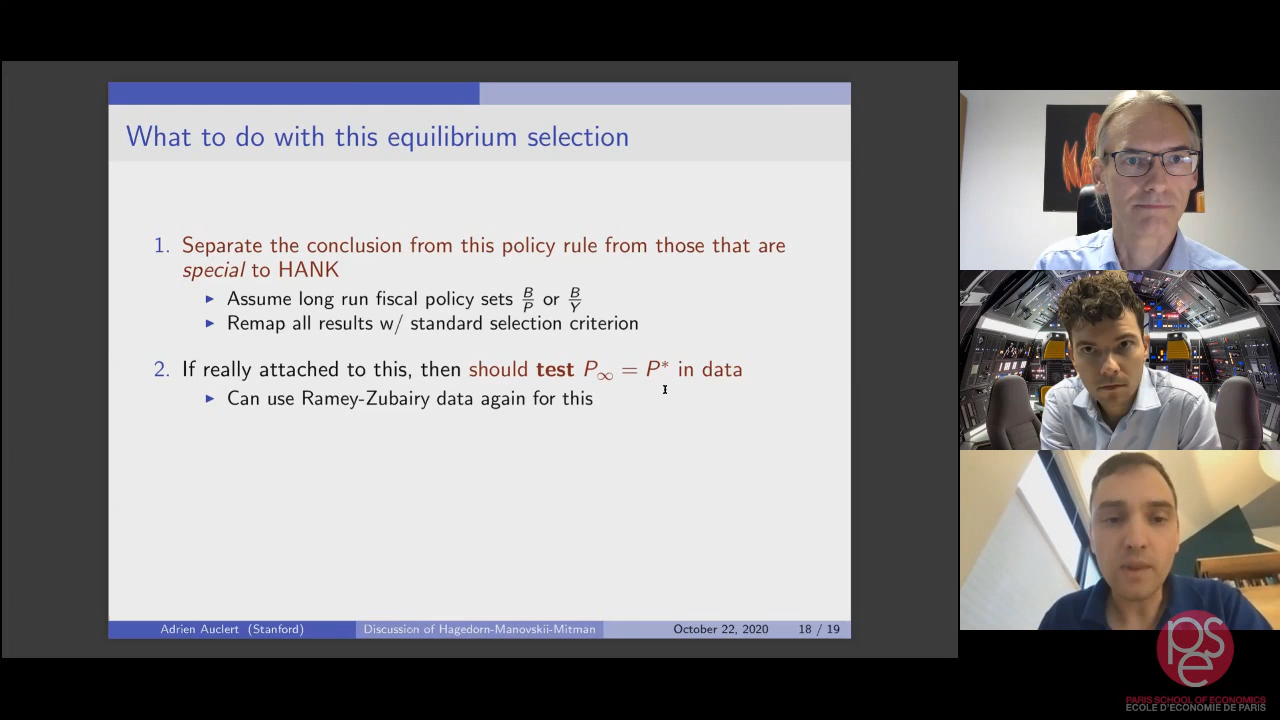 What to do with this equilibrium selection
1. Separate the conclusion from this policy rule from those that are
special to HANK
▶ Assume long run fiscal policy sets B/P or B/Y
▶ Remap all results w/ standard selection criterion
2. If really attached to this, then should test P∞ = P* in data
▶ Can use Ramey-Zubairy data again for this
Adrien Auclert (Stanford) Discussion of Hagedorn-Manovskii-Mitman October 22, 2020 18 / 19
pse
PARIS SCHOOL OF ECONOMICS
ECOLE D'ECONOMIE DE PARIS